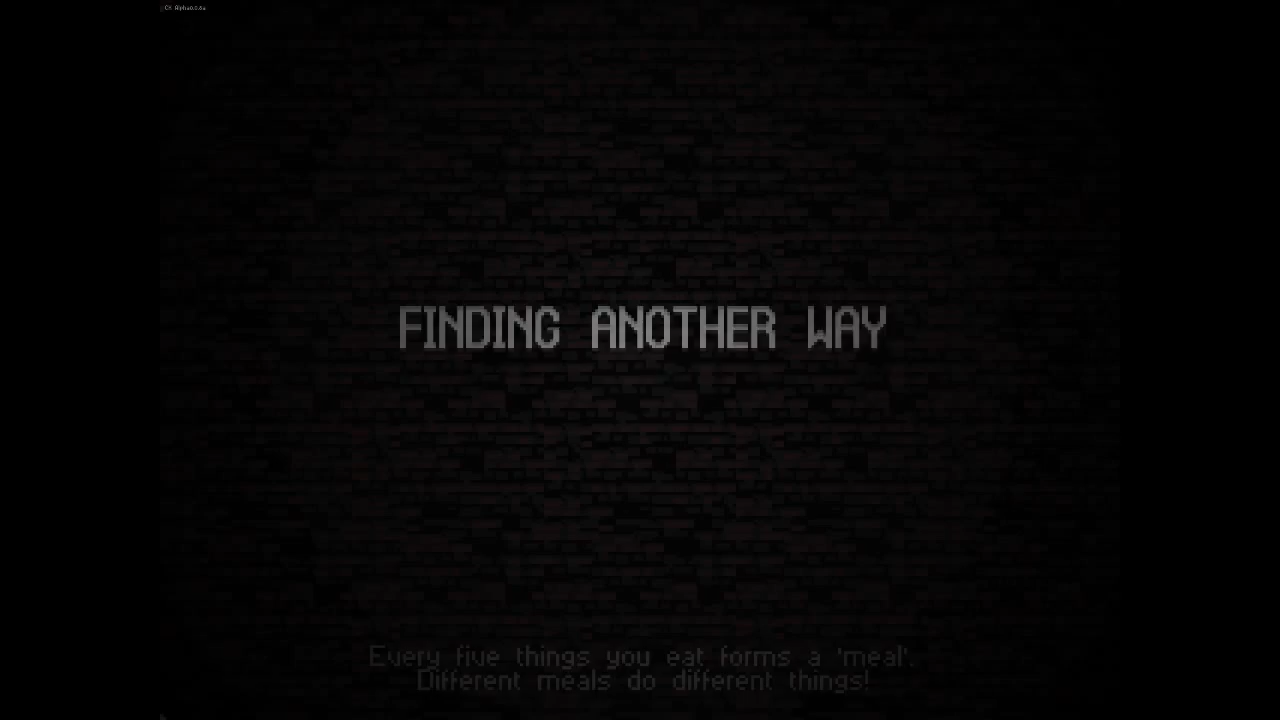 FINDING ANOTHER WAY
Every five things you eat forms a 'meal'.
Different meals do different things!